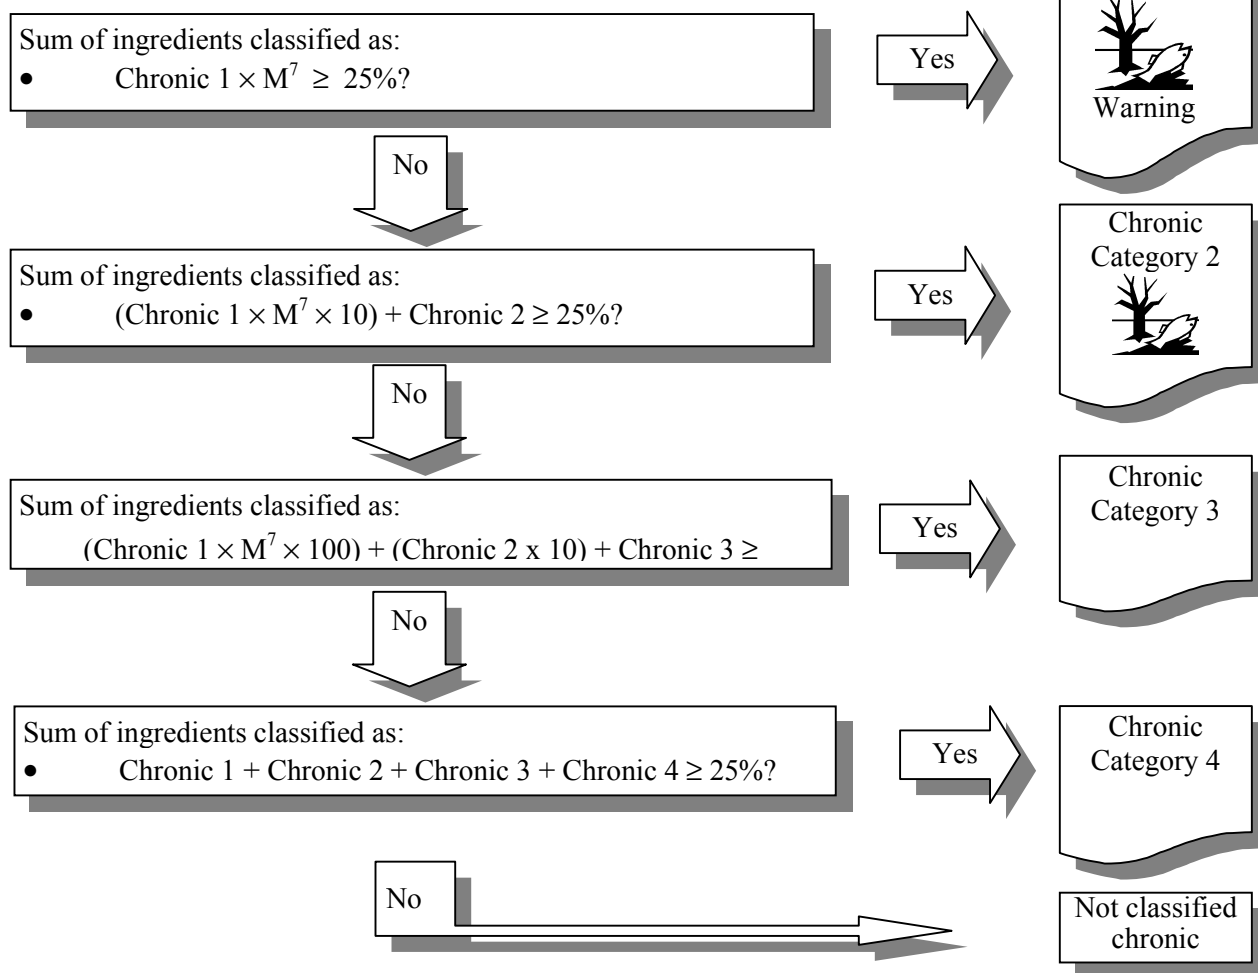 Sum of ingredients classified as:
• Chronic 1 × M⁷ ≥ 25%?
Yes
Warning
No
Sum of ingredients classified as:
• (Chronic 1 × M⁷ × 10) + Chronic 2 ≥ 25%?
Yes
Chronic
Category 2
No
Sum of ingredients classified as:
(Chronic 1 × M⁷ × 100) + (Chronic 2 x 10) + Chronic 3 ≥
Yes
Chronic
Category 3
No
Sum of ingredients classified as:
• Chronic 1 + Chronic 2 + Chronic 3 + Chronic 4 ≥ 25%?
Yes
Chronic
Category 4
No
Not classified
chronic